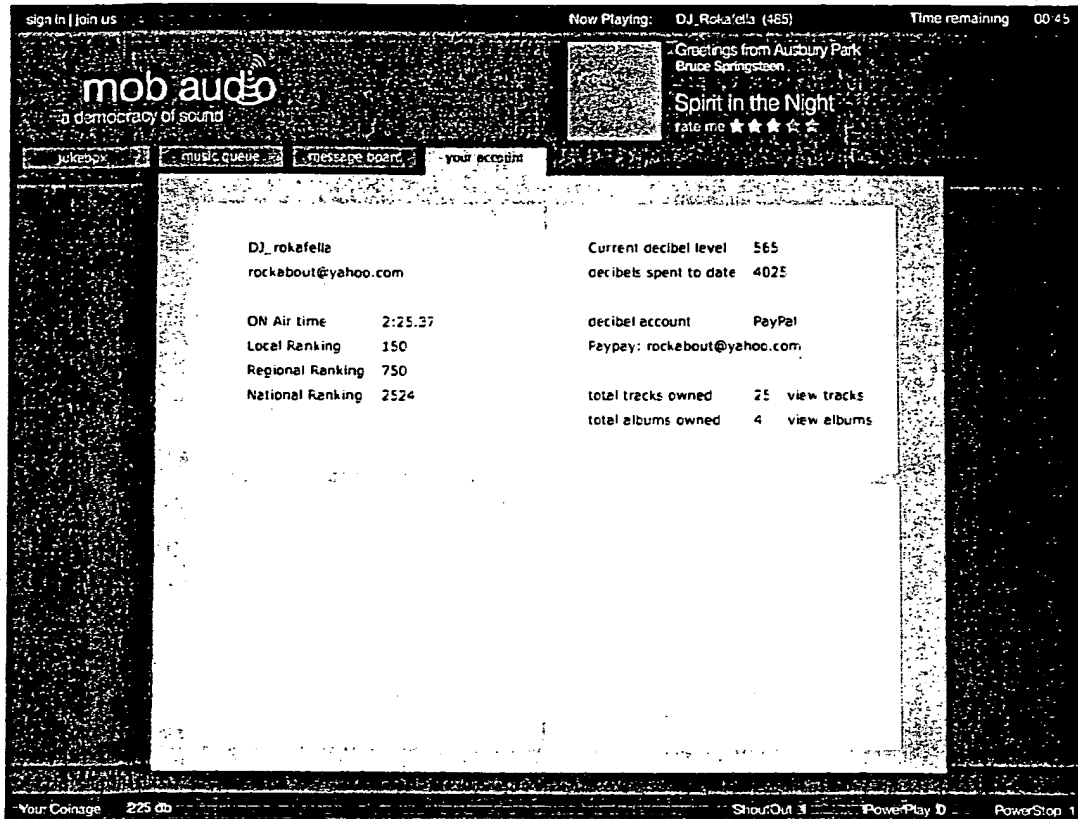 sign in | join us Now Playing: DJ_Rokafella (485) Time remaining 00:45
Greetings from Ausbury Park
Bruce Springsteen
mob audio
a democracy of sound
Spirit in the Night
rate me ★★★☆☆
jukebox music queue message board your account
DJ_rokafella Current decibel level 565
rockabout@yahoo.com decibels spent to date 4025
ON Air time 2:25.37 decibel account PayPal
Local Ranking 150 Paypay: rockabout@yahoo.com
Regional Ranking 750
National Ranking 2524 total tracks owned 25 view tracks
total albums owned 4 view albums
Your Coinage 225 db ShoutOut PowerPlay 0 PowerStop 1